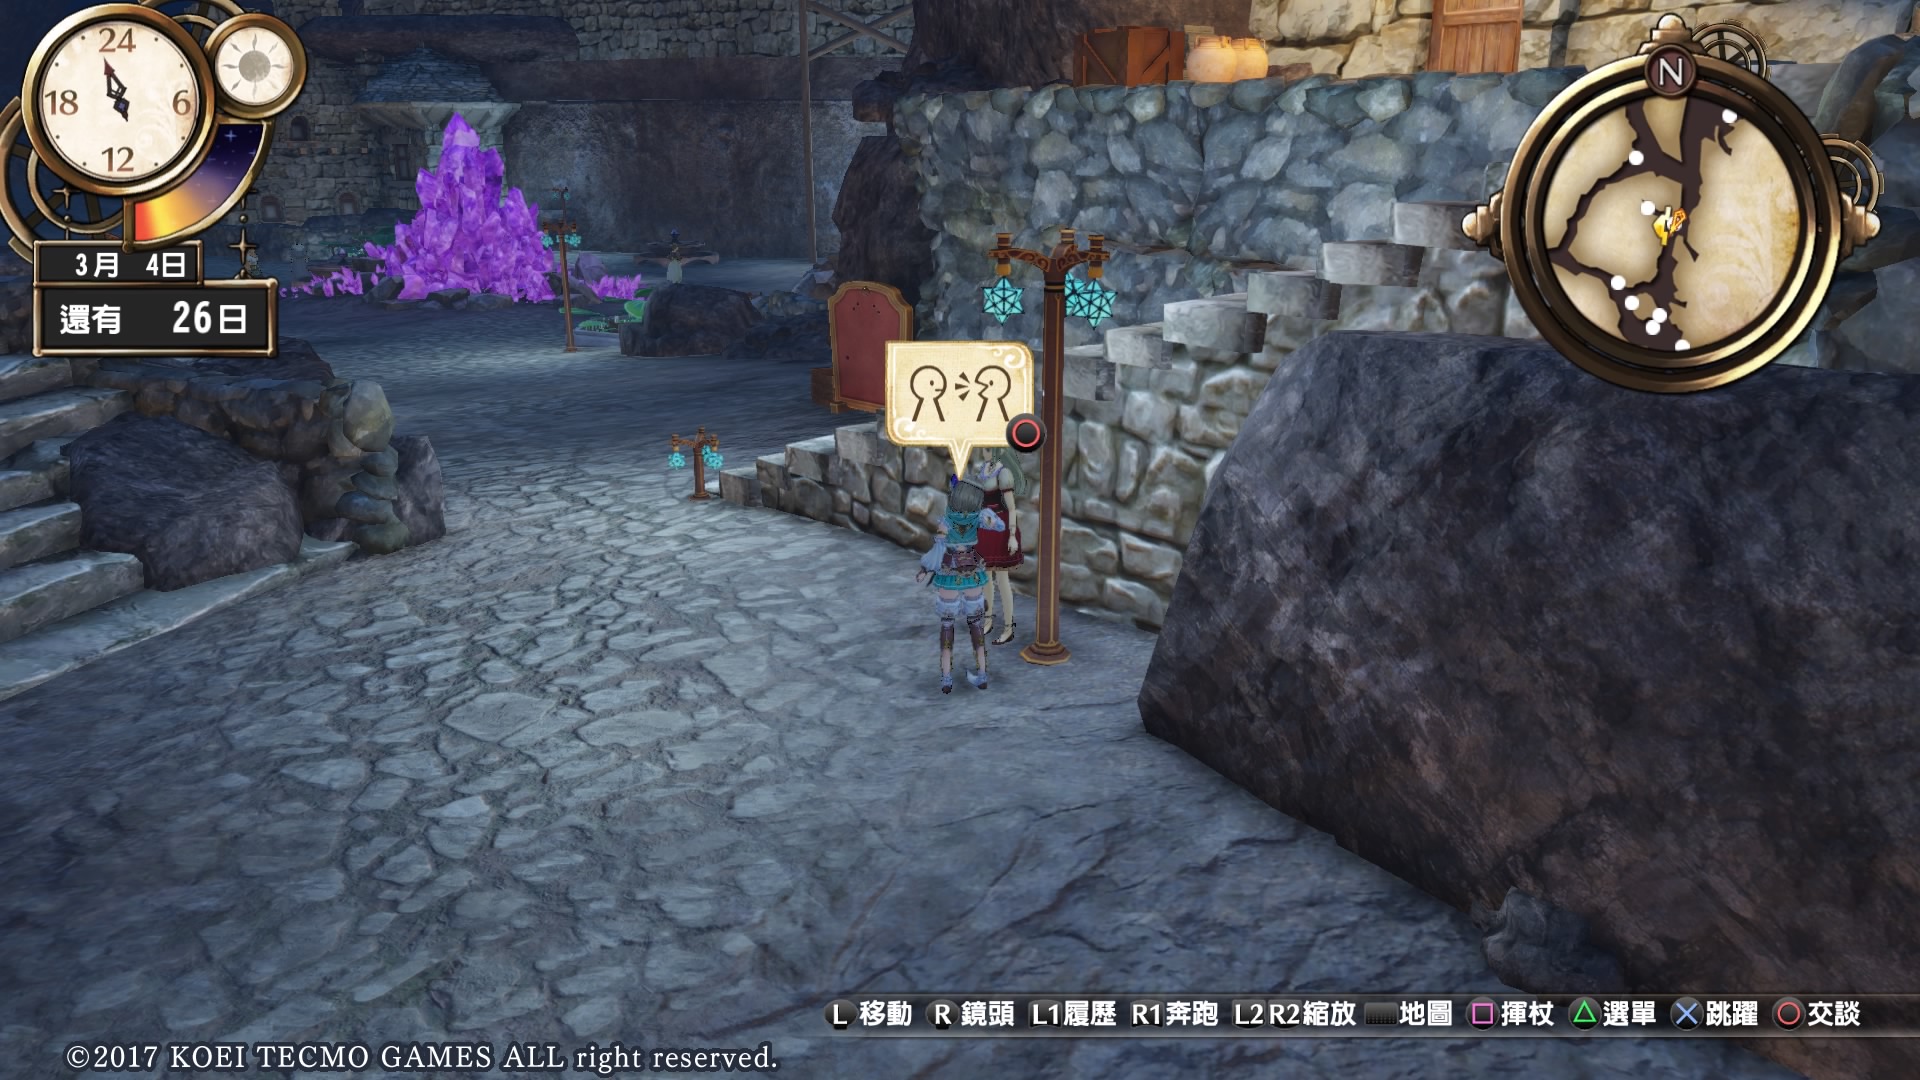 24
18
6
12
3月 4日
還有 26日
N
L 移動 R 鏡頭 L1履歷 R1奔跑 L2 R2縮放 地圖 揮杖 選單 跳躍 交談
©2017 KOEI TECMO GAMES ALL right reserved.